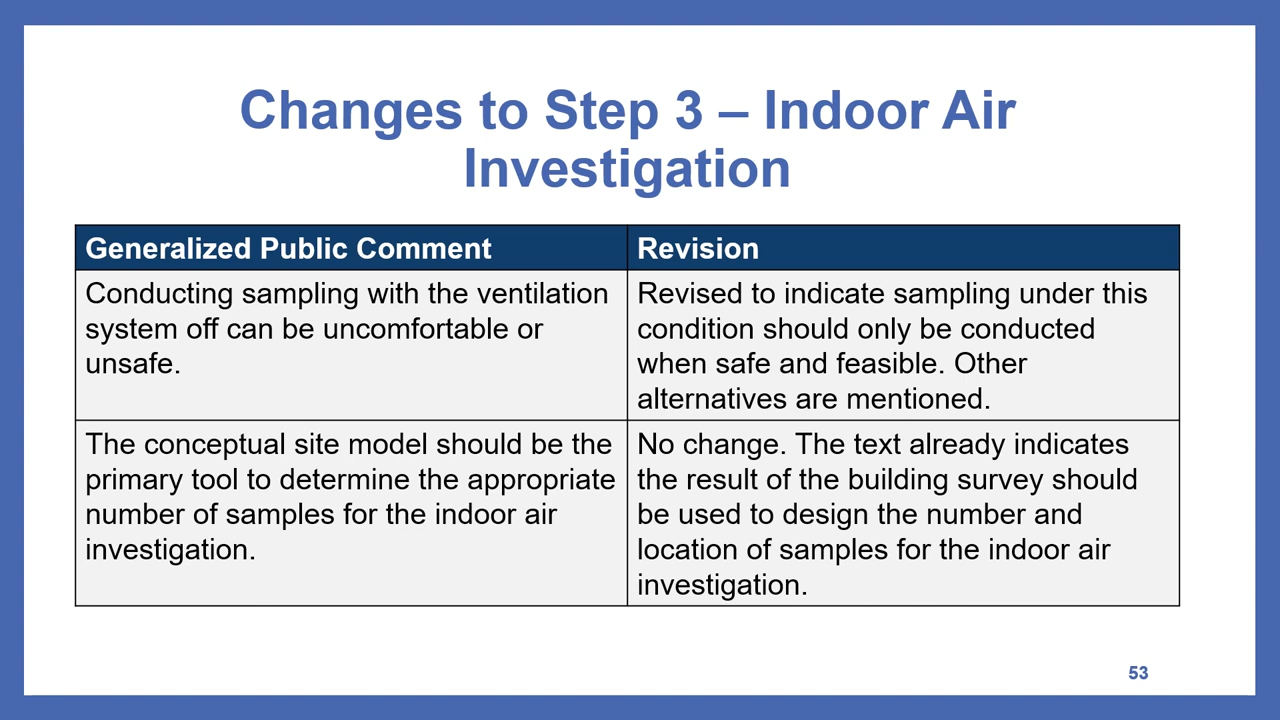 Changes to Step 3 – Indoor Air
Investigation
Generalized Public Comment
Revision
Conducting sampling with the ventilation
system off can be uncomfortable or
unsafe.
Revised to indicate sampling under this
condition should only be conducted
when safe and feasible. Other
alternatives are mentioned.
The conceptual site model should be the
primary tool to determine the appropriate
number of samples for the indoor air
investigation.
No change. The text already indicates
the result of the building survey should
be used to design the number and
location of samples for the indoor air
investigation.
53